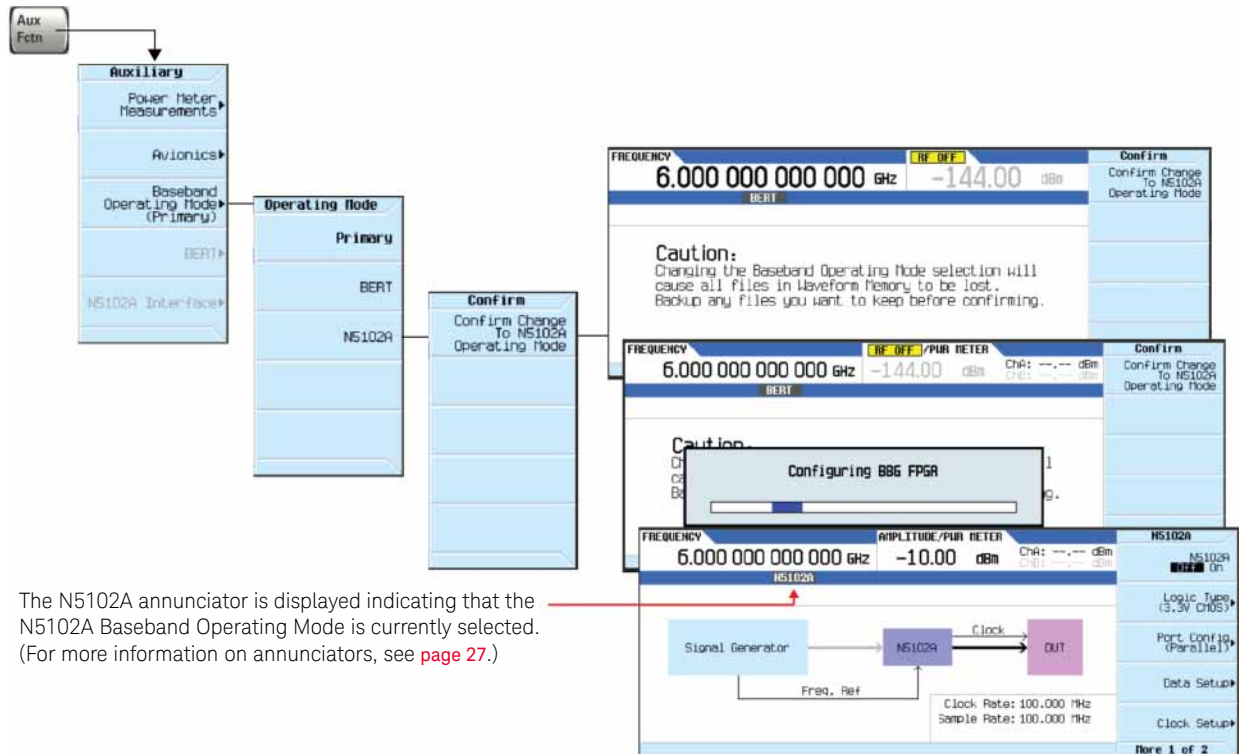 Aux
Fctn
Auxiliary
Power Meter
Measurements
Avionics
Baseband
Operating Mode
(Primary)
BERT
N5102A Interface
Operating Mode
Primary
BERT
N5102A
Confirm
Confirm Change
To N5102A
Operating Mode
FREQUENCY
RF OFF
6.000 000 000 000 GHz
-144.00 dBm
BERT
Caution:
Changing the Baseband Operating Mode selection will
cause all files in Waveform Memory to be lost.
Backup any files you want to keep before confirming.
Confirm
Confirm Change
To N5102A
Operating Mode
FREQUENCY
RF OFF /PWR METER
6.000 000 000 000 GHz
-144.00 dBm
ChA: --.-- dBm
ChB: --.-- dBm
BERT
Caution:
Configuring BBG FPGA
Confirm
Confirm Change
To N5102A
Operating Mode
FREQUENCY
AMPLITUDE/PWR METER
6.000 000 000 000 GHz
-10.00 dBm
ChA: --.-- dBm
ChB: --.-- dBm
N5102A
Signal Generator
N5102A
Clock
DUT
Freq. Ref
Clock Rate: 100.000 MHz
Sample Rate: 100.000 MHz
N5102A
N5102A
OFF On
Logic Type
(3.3V CMOS)
Port Config
(Parallel)
Data Setup
Clock Setup
More 1 of 2
The N5102A annunciator is displayed indicating that the
N5102A Baseband Operating Mode is currently selected.
(For more information on annunciators, see page 27.)